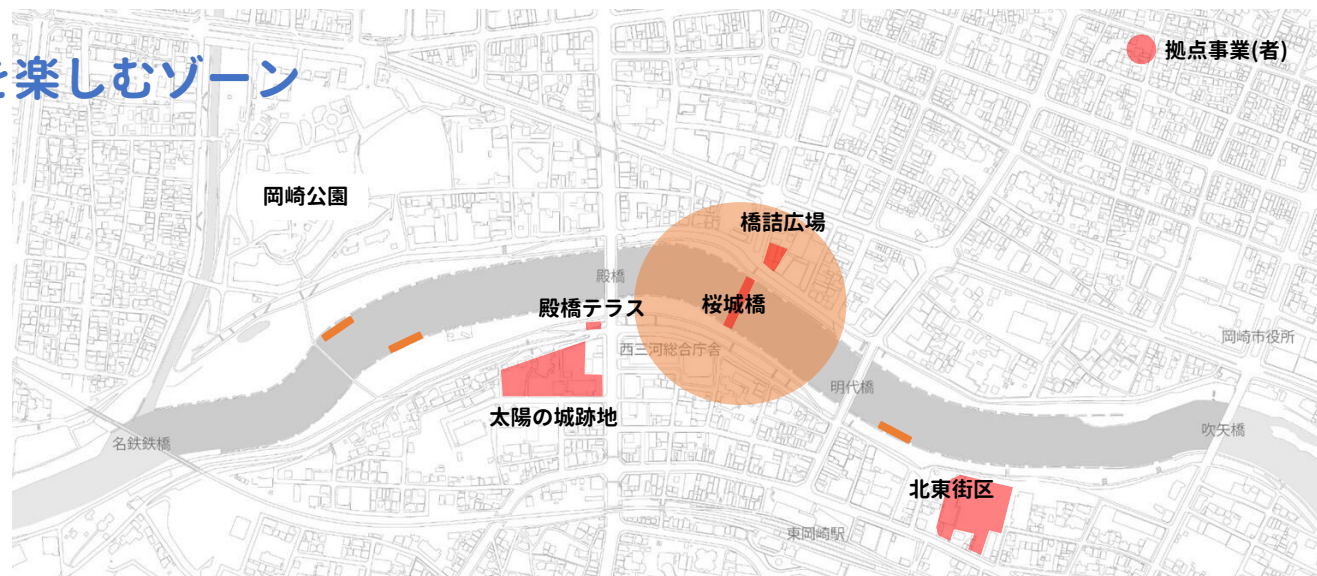 を楽しむゾーン
拠点事業(者)
岡崎公園
橋詰広場
殿橋
殿橋テラス
桜城橋
西三河総合庁舎
岡崎市役所
明代橋
太陽の城跡地
名鉄鉄橋
吹矢橋
北東街区
東岡崎駅